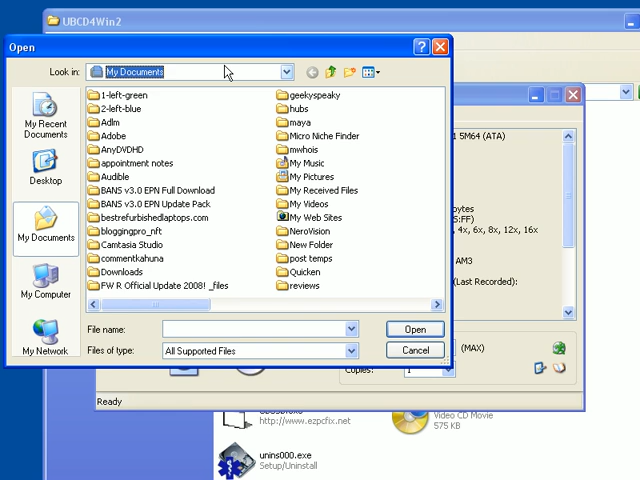 UBCD4Win2
Open
Look in:
My Documents
My Recent
Documents
Desktop
My Documents
My Computer
My Network
1-left-green
2-left-blue
Adlm
Adobe
AnyDVDHD
appointment notes
Audible
BANS v3.0 EPN Full Download
BANS v3.0 EPN Update Pack
bestrefurbishedlaptops.com
bloggingpro_nft
Camtasia Studio
commentkahuna
Downloads
FW R Official Update 2008! _files
geekyspeaky
hubs
maya
Micro Niche Finder
mwhois
My Music
My Pictures
My Received Files
My Videos
My Web Sites
NeroVision
New Folder
post temps
Quicken
reviews
File name:
Open
Files of type:
All Supported Files
Cancel
5M64 (ATA)
bytes
5:FF)
, 4x, 6x, 8x, 12x, 16x
AM3
(Last Recorded):
(MAX)
Copies:
1
Ready
http://www.ezpcfix.net
Video CD Movie
575 KB
unins000.exe
Setup/Uninstall